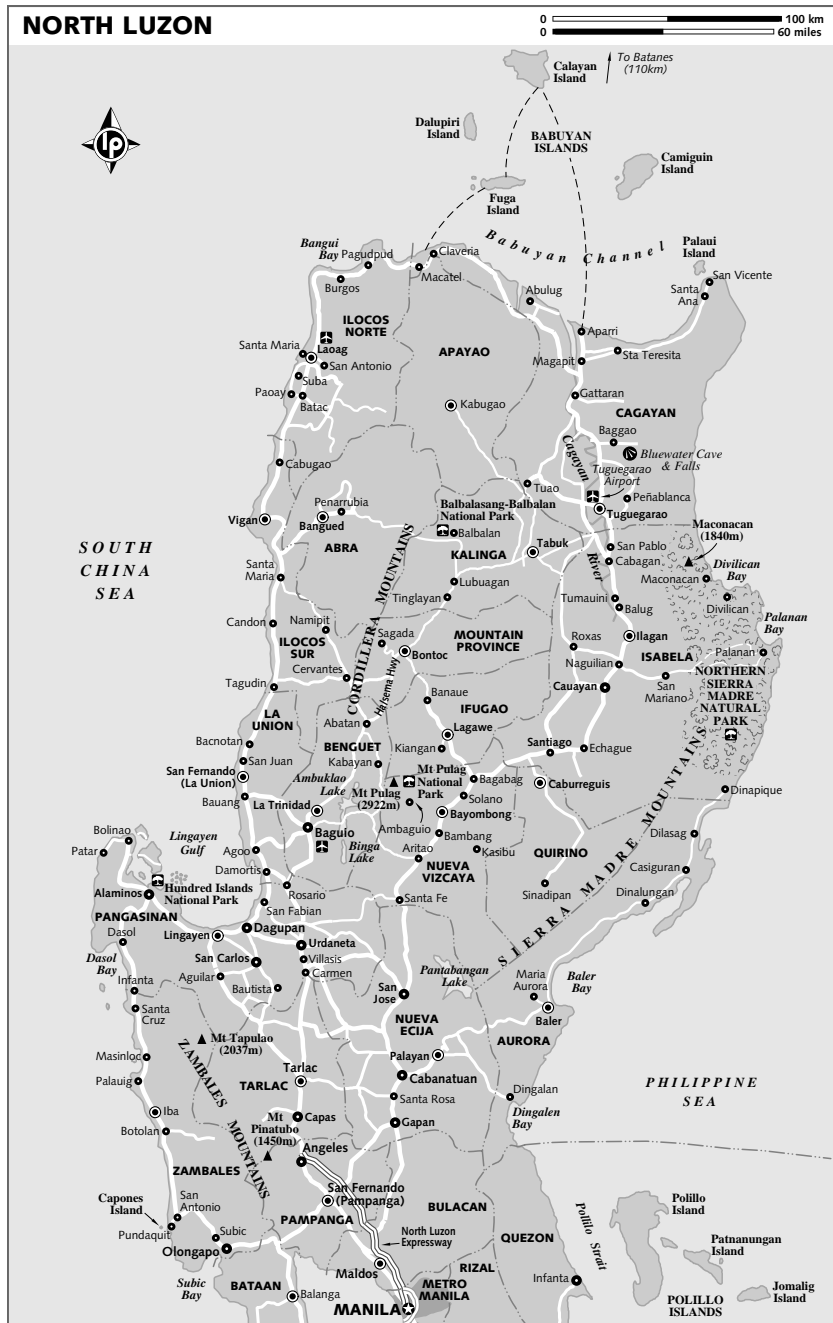 NORTH LUZON
0 100 km
0 60 miles
To Batanes
(110km)
Calayan
Island
lp
Dalupiri
Island
BABUYAN
ISLANDS
Camiguin
Island
Fuga
Island
Babuyan Channel
Palaui
Island
Bangui
Bay
Pagudpud
Claveria
Macatel
Burgos
San Vicente
Santa
Ana
Abulug
ILOCOS
NORTE
APAYAO
Aparri
Santa Maria
Laoag
San Antonio
Magapit
Sta Teresita
Suba
Paoay
Batac
Kabugao
Gattaran
CAGAYAN
Baggao
Cagayan
River
Bluewater Cave
& Falls
Cabugao
Tuguegarao
Airport
Tuao
Penarrubia
Peñablanca
Vigan
Bangued
Balbalasang-Balbalan
National Park
Tuguegarao
Maconacan
(1840m)
Balbalan
ABRA
KALINGA
Tabuk
San Pablo
Cabagan
SOUTH
CHINA
SEA
Divilican
Bay
Santa
Maria
Lubuagan
Maconacan
Tinglayan
Tumauini
Balug
Divilican
Palanan
Bay
CORDILLERA MOUNTAINS
Candon
Namipit
ILOCOS
SUR
Sagada
MOUNTAIN
PROVINCE
Roxas
Ilagan
Bontoc
Palanan
ISABELA
Halsema Hwy
Cervantes
Naguilian
Tagudin
Banaue
Cauayan
San
Mariano
NORTHERN
SIERRA
MADRE
NATURAL
PARK
LA
UNION
IFUGAO
Abatan
Lagawe
Bacnotan
BENGUET
Kiangan
Santiago
Echague
San Juan
Kabayan
San Fernando
(La Union)
Ambuklao
Lake
Mt Pulag
National
Park
Bagabag
Caburreguis
Mt Pulag
(2922m)
Bauang
La Trinidad
Solano
Dinapique
Bayombong
Ambaguio
Baguio
Bambang
Dilasag
Bolinao
Lingayen
Gulf
Patar
Agoo
Binga
Lake
Aritao
Kasibu
QUIRINO
NUEVA
VIZCAYA
Damortis
Casiguran
SIERRA MADRE MOUNTAINS
Hundred Islands
National Park
Alaminos
Rosario
Sinadipan
Santa Fe
Dinalungan
San Fabian
PANGASINAN
Dagupan
Dasol
Lingayen
Urdaneta
Dasol
Bay
San Carlos
Villasis
Carmen
Aguilar
Bautista
Pantabangan
Lake
Maria
Aurora
Baler
Bay
Infanta
San
Jose
Santa
Cruz
Baler
NUEVA
ECIJA
AURORA
Mt Tapulao
(2037m)
Masinloc
Palayan
PHILIPPINE
SEA
Palauig
ZAMBALES
MOUNTAINS
Tarlac
TARLAC
Cabanatuan
Dingalan
Santa Rosa
Iba
Mt
Pinatubo
(1450m)
Capas
Dingalen
Bay
Gapan
Botolan
Angeles
ZAMBALES
San Fernando
(Pampanga)
Capones
Island
San
Antonio
BULACAN
Polillo
Island
PAMPANGA
Pundaquit
QUEZON
Pollilo Strait
Subic
North Luzon
Expressway
Patnanungan
Island
Olongapo
RIZAL
Maldos
Infanta
Subic
Bay
BATAAN
METRO
MANILA
Jomalig
Island
Balanga
POLILLO
ISLANDS
MANILA